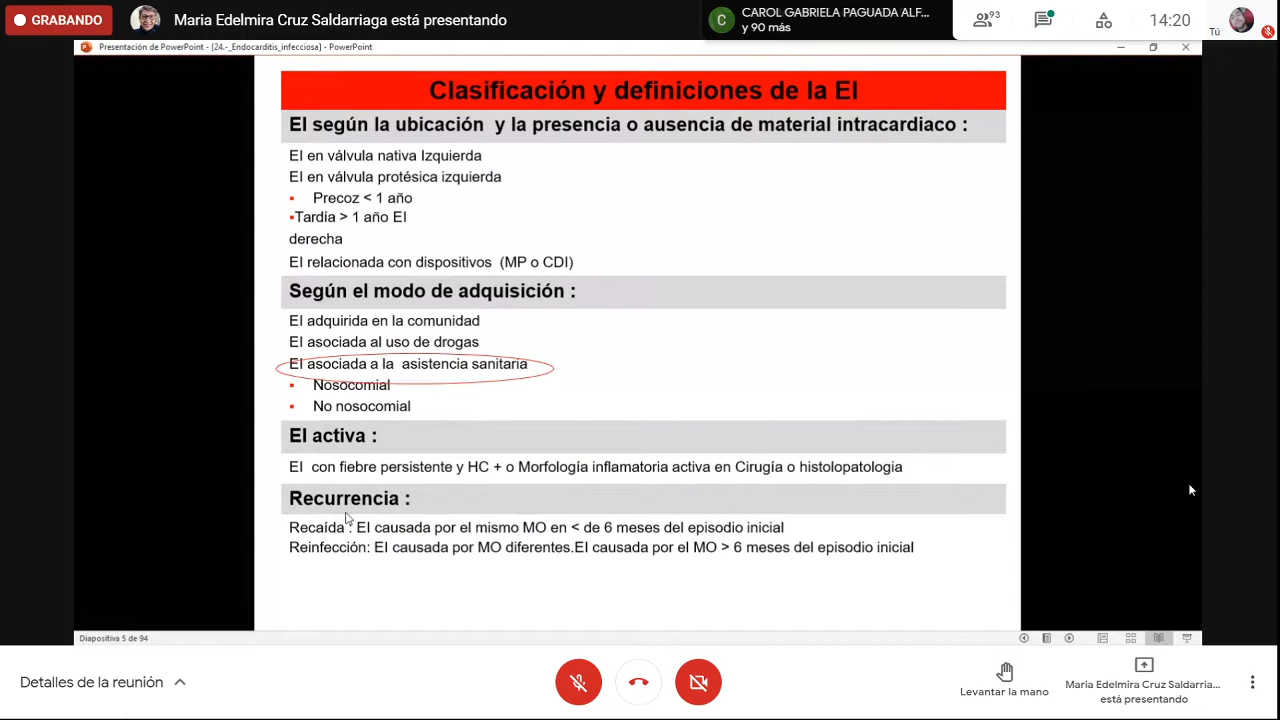 GRABANDO
Maria Edelmira Cruz Saldarriaga está presentando
C
CAROL GABRIELA PAGUADA ALF...
y 90 más
93
14:20
Tú
Presentación de PowerPoint - [24.-_Endocarditis_infecciosa] - PowerPoint
Clasificación y definiciones de la EI
EI según la ubicación y la presencia o ausencia de material intracardiaco :
EI en válvula nativa Izquierda
EI en válvula protésica izquierda
▪ Precoz < 1 año
▪Tardía > 1 año EI
derecha
EI relacionada con dispositivos (MP o CDI)
Según el modo de adquisición :
EI adquirida en la comunidad
EI asociada al uso de drogas
EI asociada a la asistencia sanitaria
▪ Nosocomial
▪ No nosocomial
EI activa :
EI con fiebre persistente y HC + o Morfología inflamatoria activa en Cirugía o histolopatologia
Recurrencia :
Recaída : EI causada por el mismo MO en < de 6 meses del episodio inicial
Reinfección: EI causada por MO diferentes.EI causada por el MO > 6 meses del episodio inicial
Diapositiva 5 de 94
Detalles de la reunión
Levantar la mano
Maria Edelmira Cruz Saldarria...
está presentando